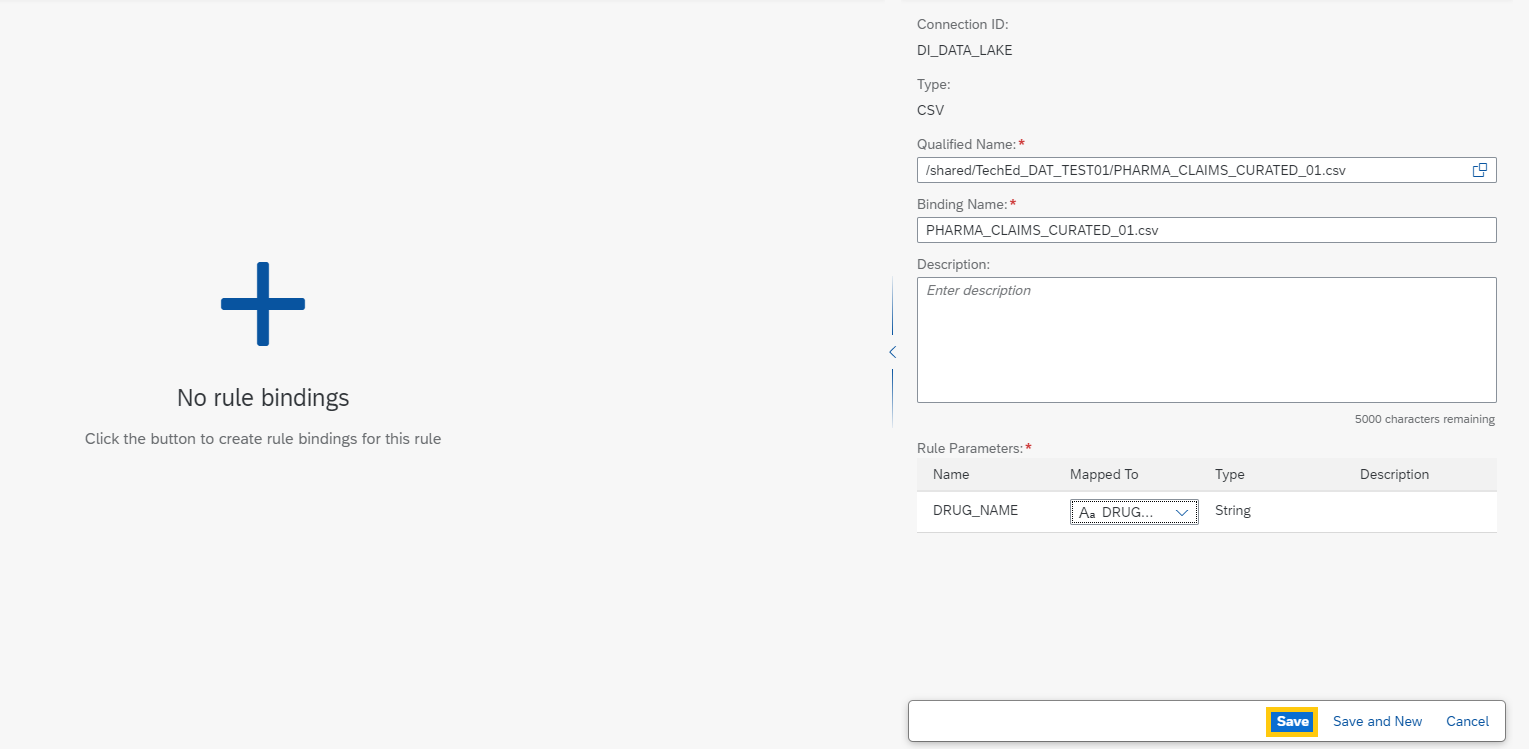 No rule bindings
Click the button to create rule bindings for this rule
Connection ID:
DI_DATA_LAKE
Type:
CSV
Qualified Name:*
/shared/TechEd_DAT_TEST01/PHARMA_CLAIMS_CURATED_01.csv
Binding Name:*
PHARMA_CLAIMS_CURATED_01.csv
Description:
Enter description
5000 characters remaining
Rule Parameters:*
Name Mapped To Type Description
DRUG_NAME Aa DRUG... String
Save Save and New Cancel